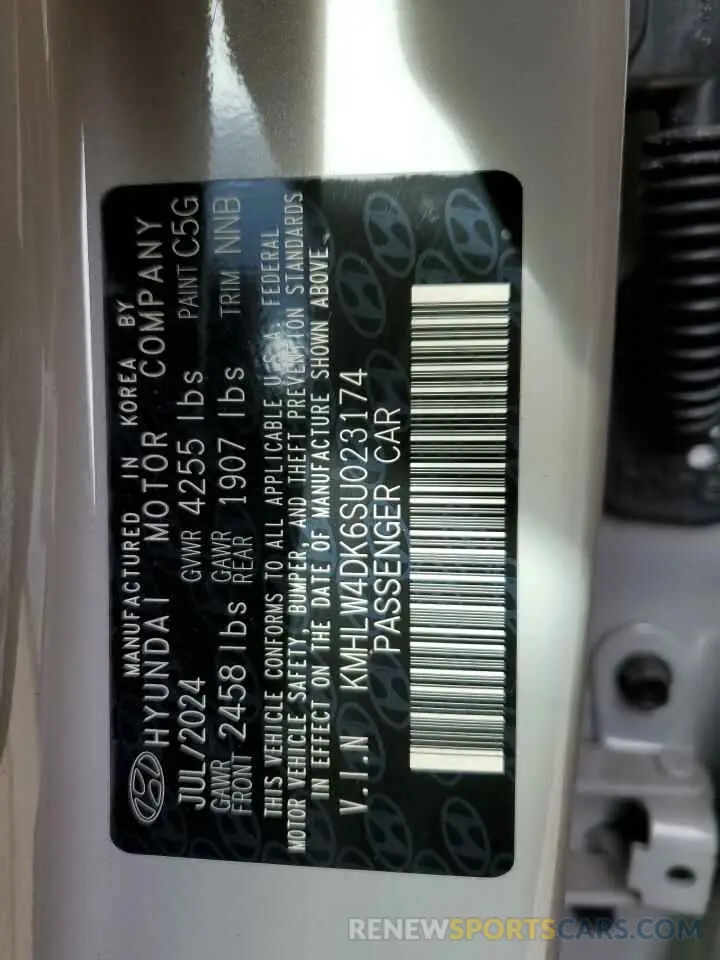 MANUFACTURED IN KOREA BY
HYUNDAI MOTOR COMPANY
JUL/2024 GVWR 4255 lbs PAINT C5G
GAWR FRONT 2458 lbs GAWR REAR 1907 lbs TRIM NNB
THIS VEHICLE CONFORMS TO ALL APPLICABLE U.S.A. FEDERAL
MOTOR VEHICLE SAFETY, BUMPER, AND THEFT PREVENTION STANDARDS
IN EFFECT ON THE DATE OF MANUFACTURE SHOWN ABOVE.
V.I.N KMHLW4DK6SU023174
PASSENGER CAR
RENEWSPORTSCARS.COM